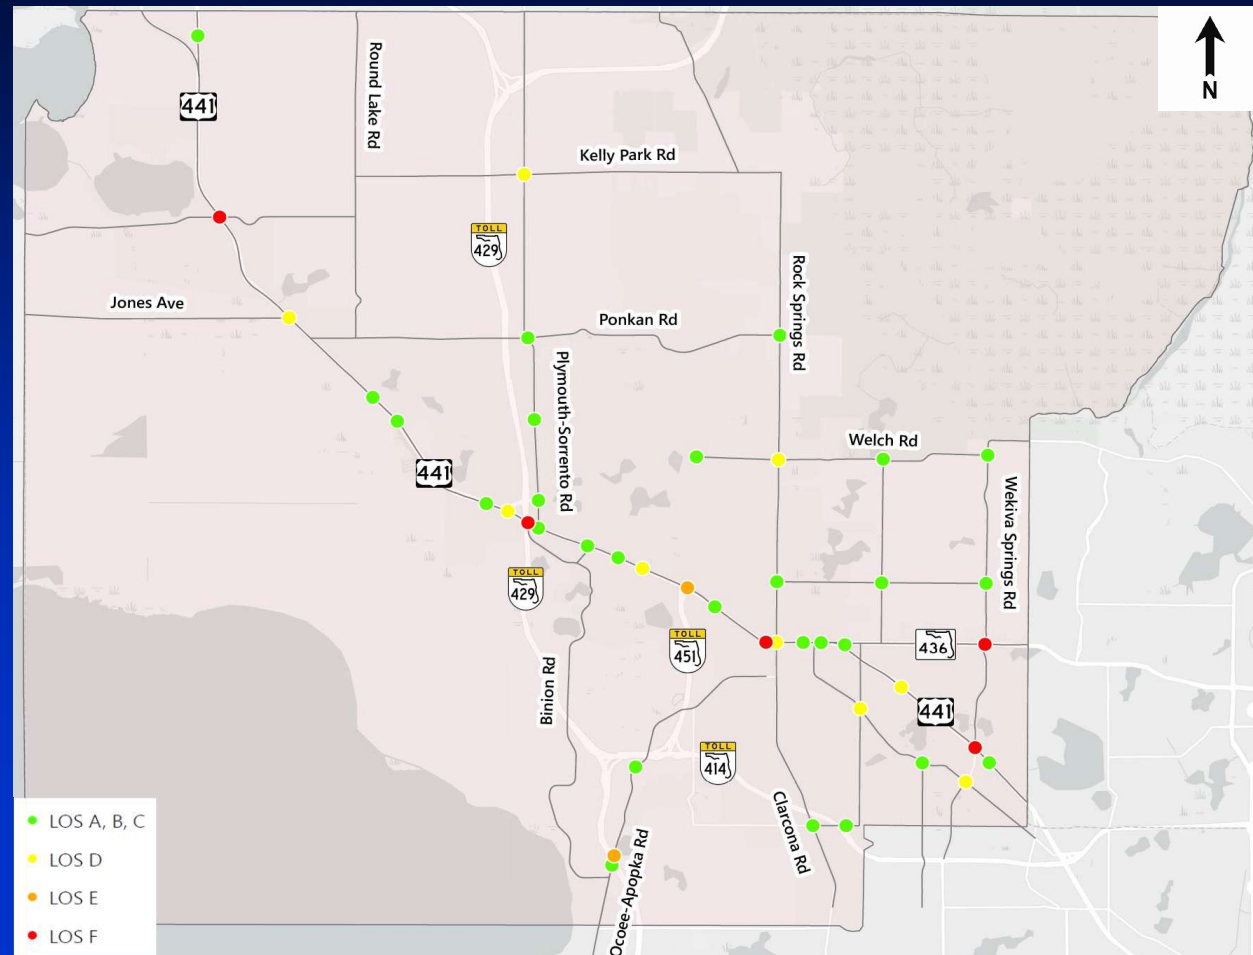 N
441
Round Lake Rd
Kelly Park Rd
TOLL
429
Rock Springs Rd
Jones Ave
Ponkan Rd
Plymouth-Sorrento Rd
Welch Rd
441
Wekiva Springs Rd
TOLL
429
TOLL
451
436
Binion Rd
441
TOLL
414
Clarcona Rd
Ocoee-Apopka Rd
LOS A, B, C
LOS D
LOS E
LOS F